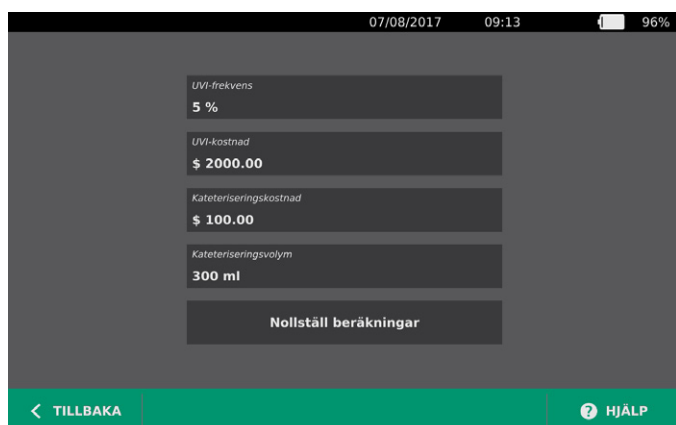 07/08/2017 09:13 96%
UVI-frekvens
5 %
UVI-kostnad
$ 2000.00
Kateteriseringskostnad
$ 100.00
Kateteriseringsvolym
300 ml
Nollställ beräkningar
TILLBAKA
? HJÄLP